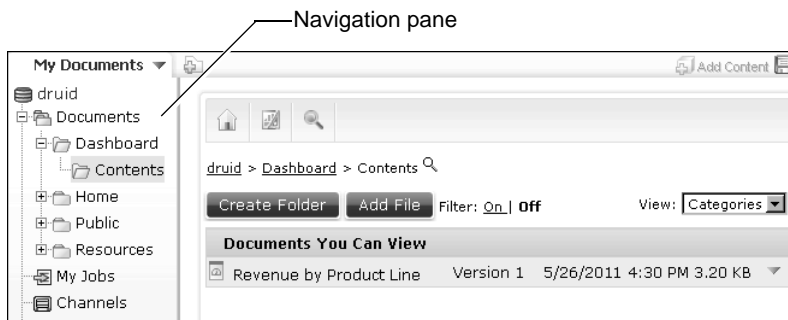 Navigation pane
My Documents
Add Content
druid
Documents
Dashboard
Contents
Home
Public
Resources
My Jobs
Channels
druid > Dashboard > Contents
Create Folder Add File Filter: On | Off View: Categories
Documents You Can View
Revenue by Product Line Version 1 5/26/2011 4:30 PM 3.20 KB